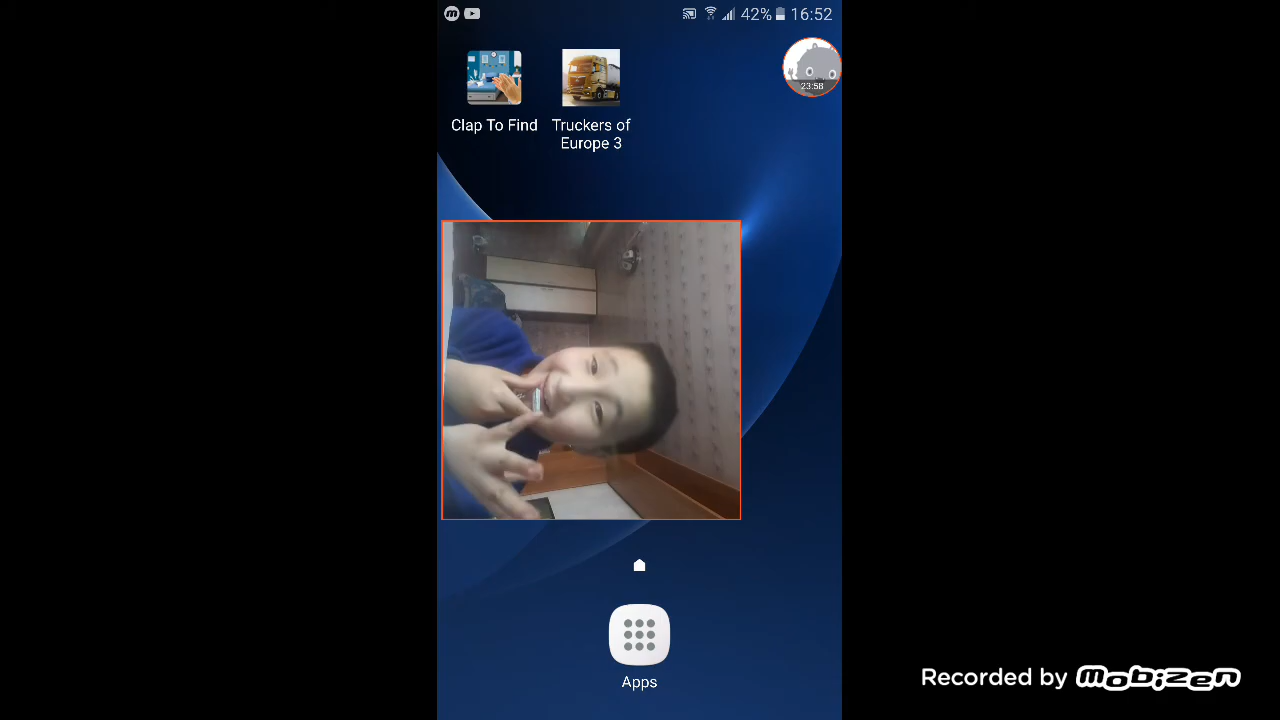 42% 16:52
23:58
Clap To Find
Truckers of
Europe 3
Apps
Recorded by mobizen